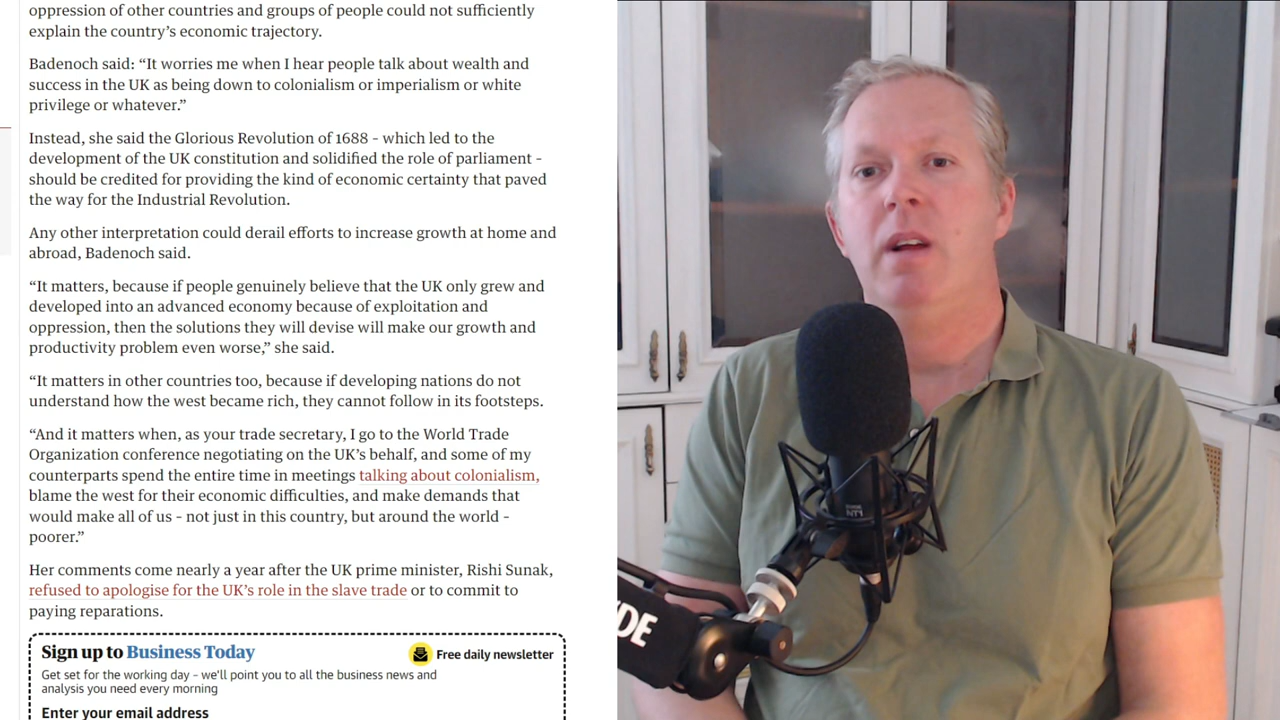 oppression of other countries and groups of people could not sufficiently
explain the country’s economic trajectory.
Badenoch said: “It worries me when I hear people talk about wealth and
success in the UK as being down to colonialism or imperialism or white
privilege or whatever.”
Instead, she said the Glorious Revolution of 1688 – which led to the
development of the UK constitution and solidified the role of parliament –
should be credited for providing the kind of economic certainty that paved
the way for the Industrial Revolution.
Any other interpretation could derail efforts to increase growth at home and
abroad, Badenoch said.
“It matters, because if people genuinely believe that the UK only grew and
developed into an advanced economy because of exploitation and
oppression, then the solutions they will devise will make our growth and
productivity problem even worse,” she said.
“It matters in other countries too, because if developing nations do not
understand how the west became rich, they cannot follow in its footsteps.
“And it matters when, as your trade secretary, I go to the World Trade
Organization conference negotiating on the UK’s behalf, and some of my
counterparts spend the entire time in meetings talking about colonialism,
blame the west for their economic difficulties, and make demands that
would make all of us – not just in this country, but around the world –
poorer.”
Her comments come nearly a year after the UK prime minister, Rishi Sunak,
refused to apologise for the UK’s role in the slave trade or to commit to
paying reparations.
Sign up to Business Today
Free daily newsletter
Get set for the working day – we'll point you to all the business news and
analysis you need every morning
Enter your email address
NT1
DE